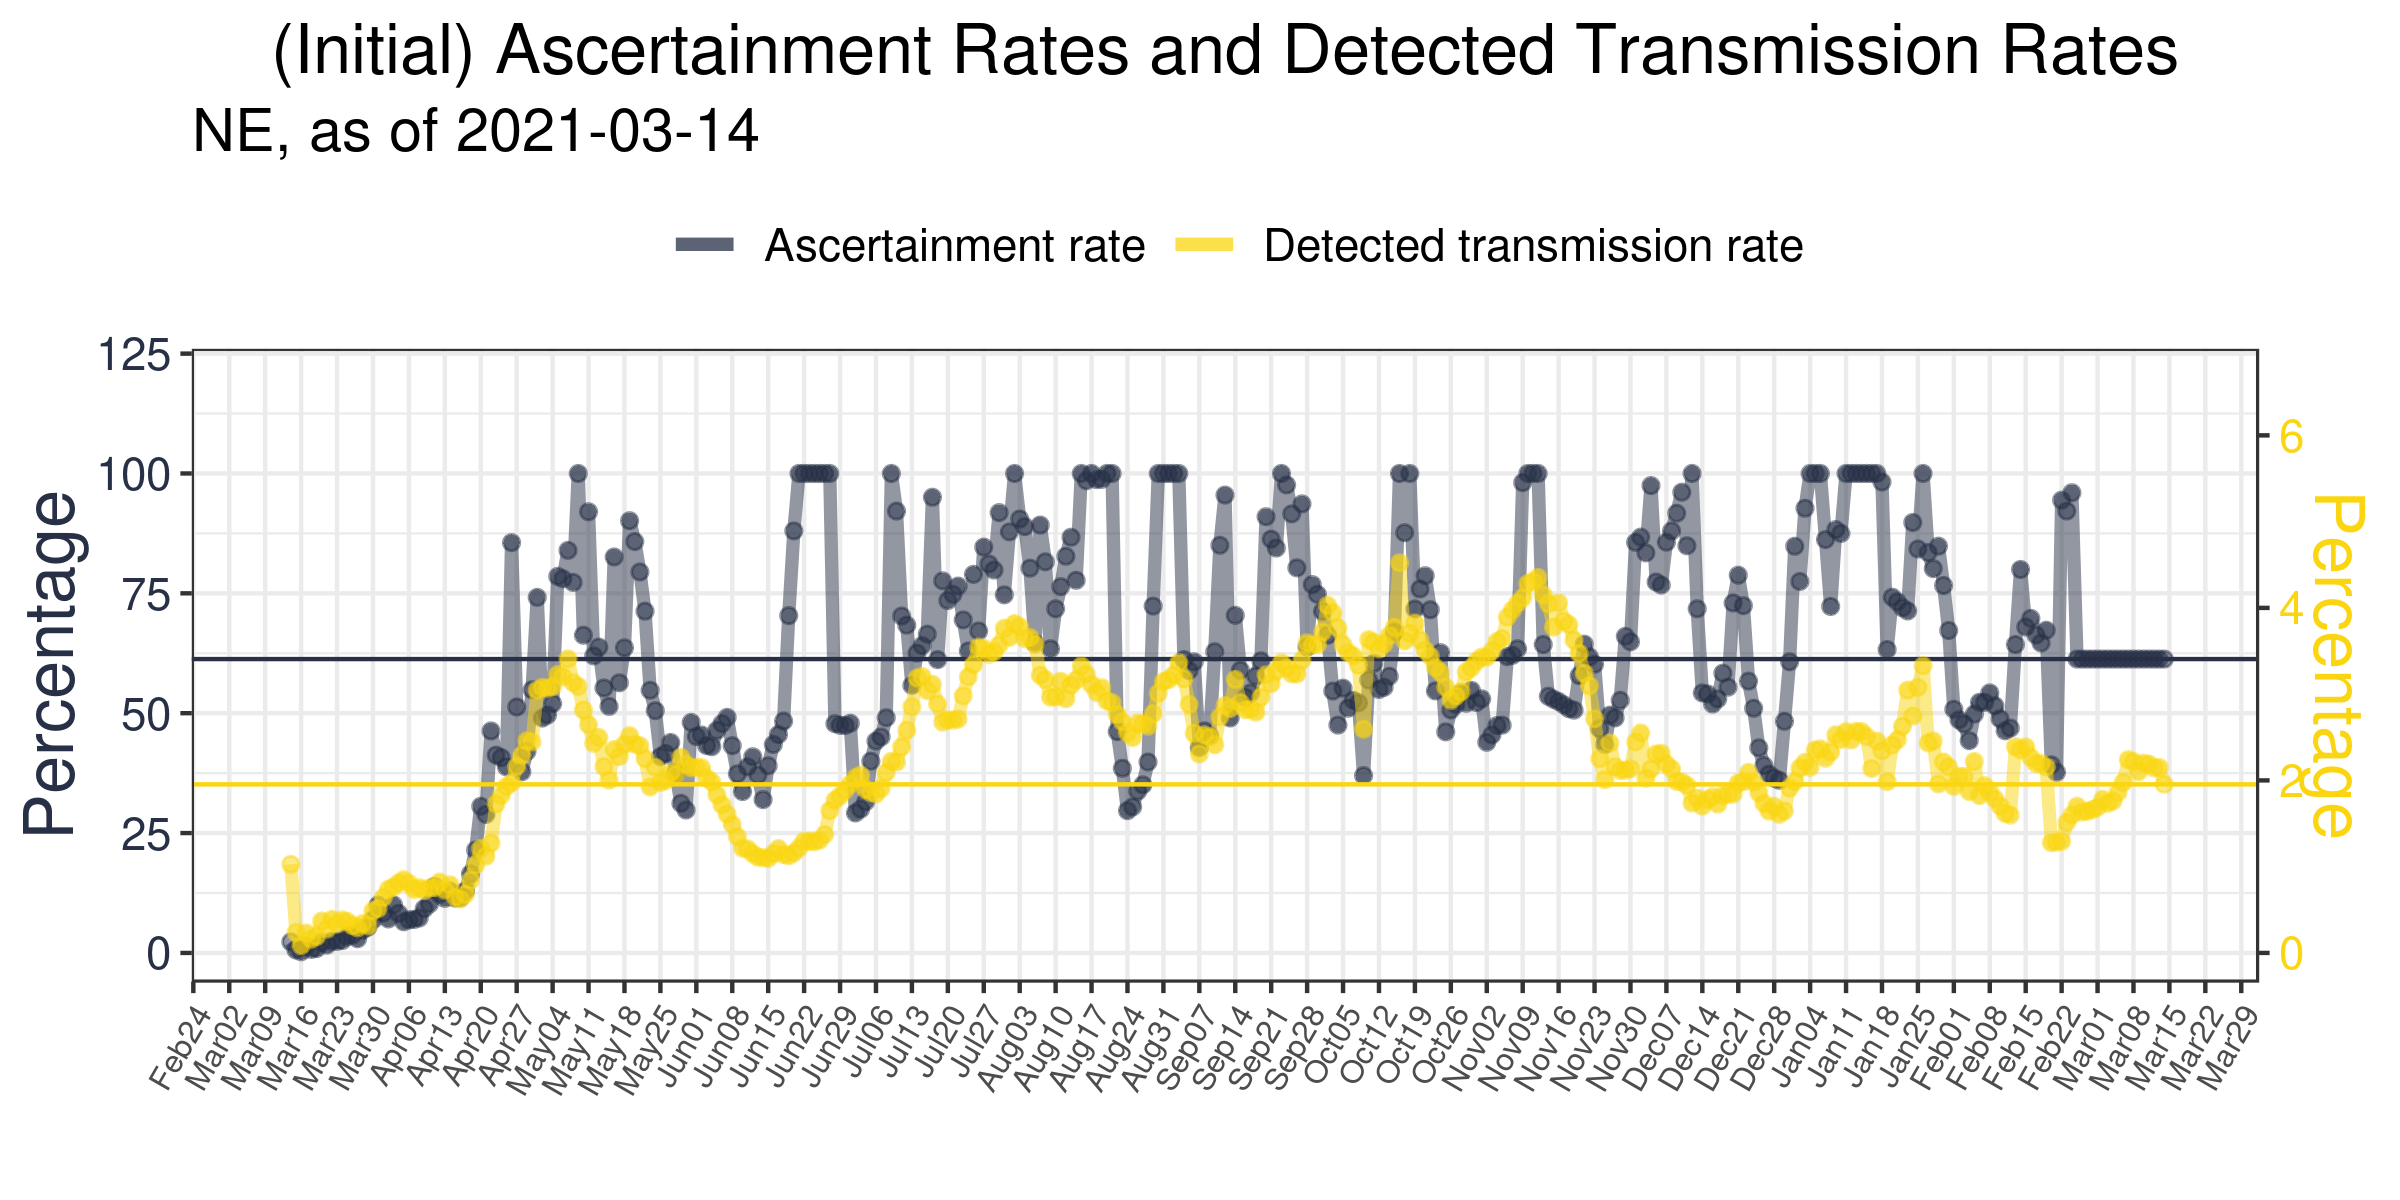 (Initial) Ascertainment Rates and Detected Transmission Rates
NE, as of 2021-03-14
Ascertainment rate
Detected transmission rate
125
100
75
50
25
0
Percentage
6
4
2
0
Percentage
Feb24
Mar02
Mar09
Mar16
Mar23
Mar30
Apr06
Apr13
Apr20
Apr27
May04
May11
May18
May25
Jun01
Jun08
Jun15
Jun22
Jun29
Jul06
Jul13
Jul20
Jul27
Aug03
Aug10
Aug17
Aug24
Aug31
Sep07
Sep14
Sep21
Sep28
Oct05
Oct12
Oct19
Oct26
Nov02
Nov09
Nov16
Nov23
Nov30
Dec07
Dec14
Dec21
Dec28
Jan04
Jan11
Jan18
Jan25
Feb01
Feb08
Feb15
Feb22
Mar01
Mar08
Mar15
Mar22
Mar29